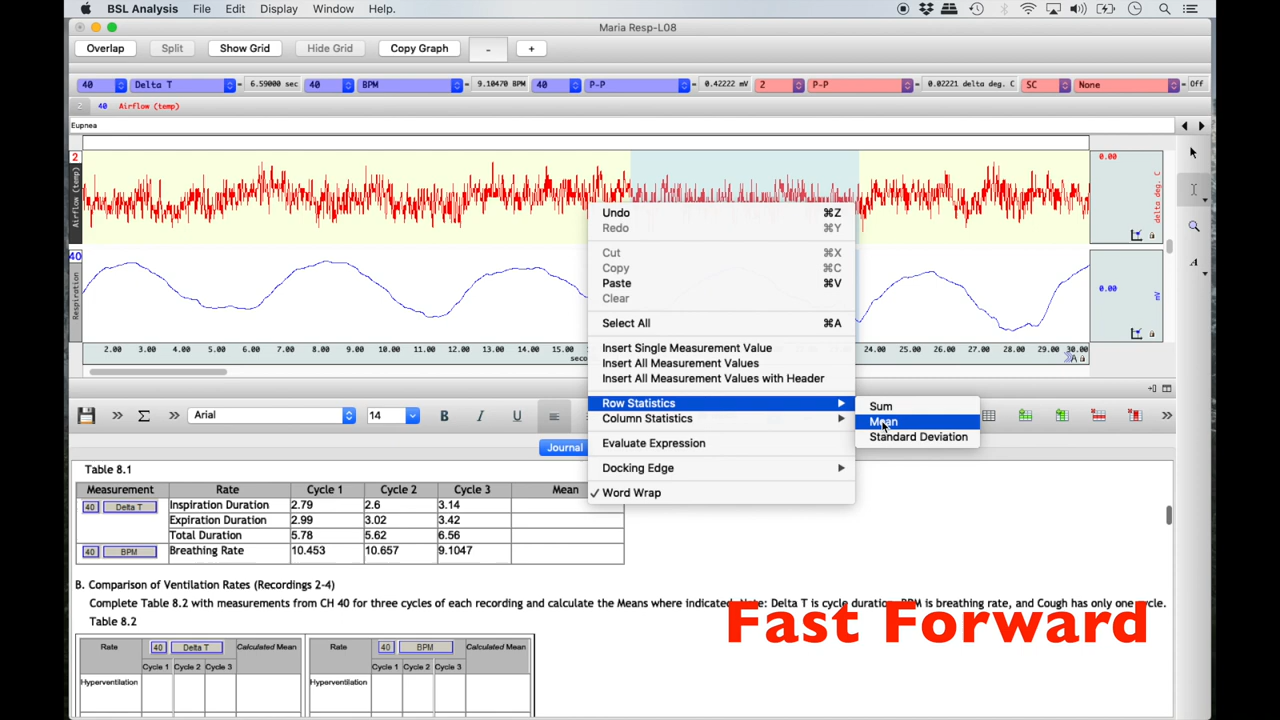 BSL Analysis File Edit Display Window Help.
Maria Resp-L08
Overlap Split Show Grid Hide Grid Copy Graph - +
40 Delta T = 6.59000 sec 40 BPM = 9.10470 BPM 40 P-P = 0.42222 mV 2 P-P = 0.02221 delta deg. C SC None = Off
2 40 Airflow (temp)
Eupnea
2 Airflow (temp) 0.00 delta deg. C
40 Respiration 0.00 mV
2.00 3.00 4.00 5.00 6.00 7.00 8.00 9.00 10.00 11.00 12.00 13.00 14.00 15.00 24.00 25.00 26.00 27.00 28.00 29.00 30.00
Undo ⌘Z
Redo ⌘Y
Cut ⌘X
Copy ⌘C
Paste ⌘V
Clear
Select All ⌘A
Insert Single Measurement Value
Insert All Measurement Values
Insert All Measurement Values with Header
Row Statistics
Column Statistics
Evaluate Expression
Docking Edge
✓ Word Wrap
Sum
Mean
Standard Deviation
Σ Arial 14 B I U
Journal
Table 8.1
Measurement Rate Cycle 1 Cycle 2 Cycle 3 Mean
40 Delta T Inspiration Duration 2.79 2.6 3.14
Expiration Duration 2.99 3.02 3.42
Total Duration 5.78 5.62 6.56
40 BPM Breathing Rate 10.453 10.657 9.1047
B. Comparison of Ventilation Rates (Recordings 2-4)
Complete Table 8.2 with measurements from CH 40 for three cycles of each recording and calculate the Means where indicated. Note: Delta T is cycle duration, BPM is breathing rate, and Cough has only one cycle.
Table 8.2
Rate 40 Delta T Calculated Mean Rate 40 BPM Calculated Mean
Cycle 1 Cycle 2 Cycle 3 Cycle 1 Cycle 2 Cycle 3
Hyperventilation Hyperventilation
Fast Forward